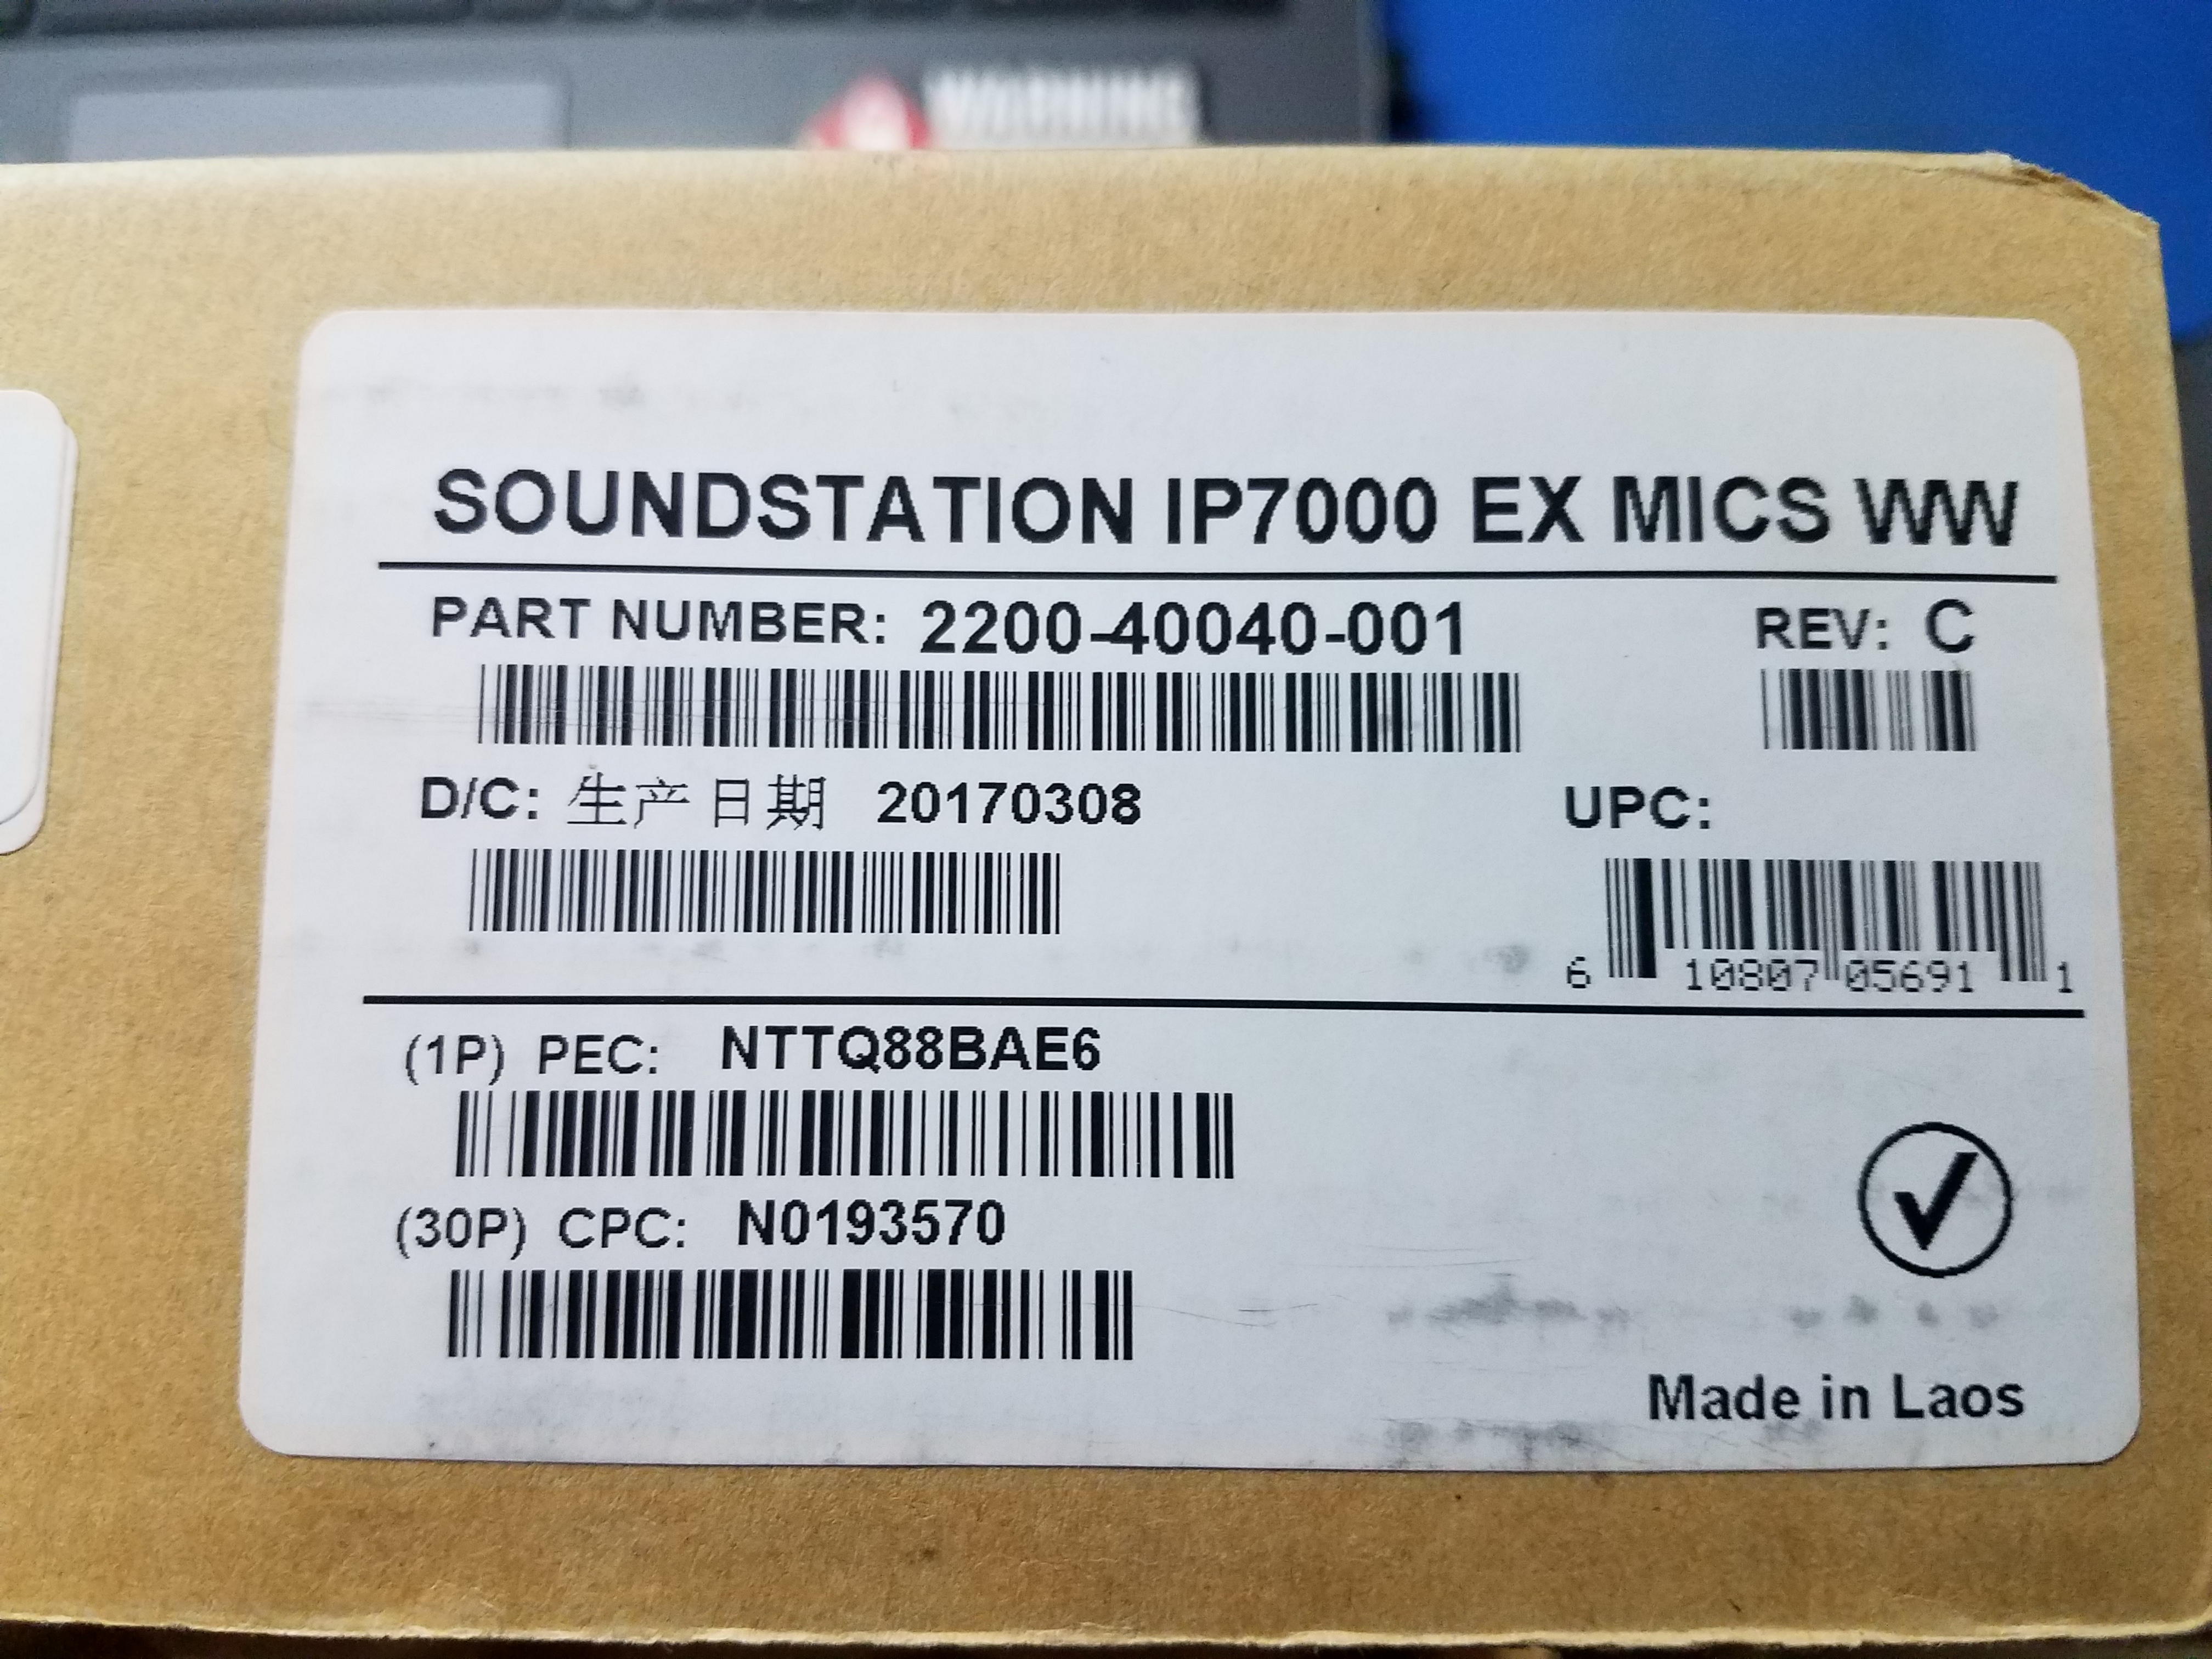 WARNING
SOUNDSTATION IP7000 EX MICS WW
PART NUMBER: 2200-40040-001 REV: C
D/C: 生产日期 20170308 UPC:
6 10807 05691 1
(1P) PEC: NTTQ88BAE6
(30P) CPC: N0193570
Made in Laos